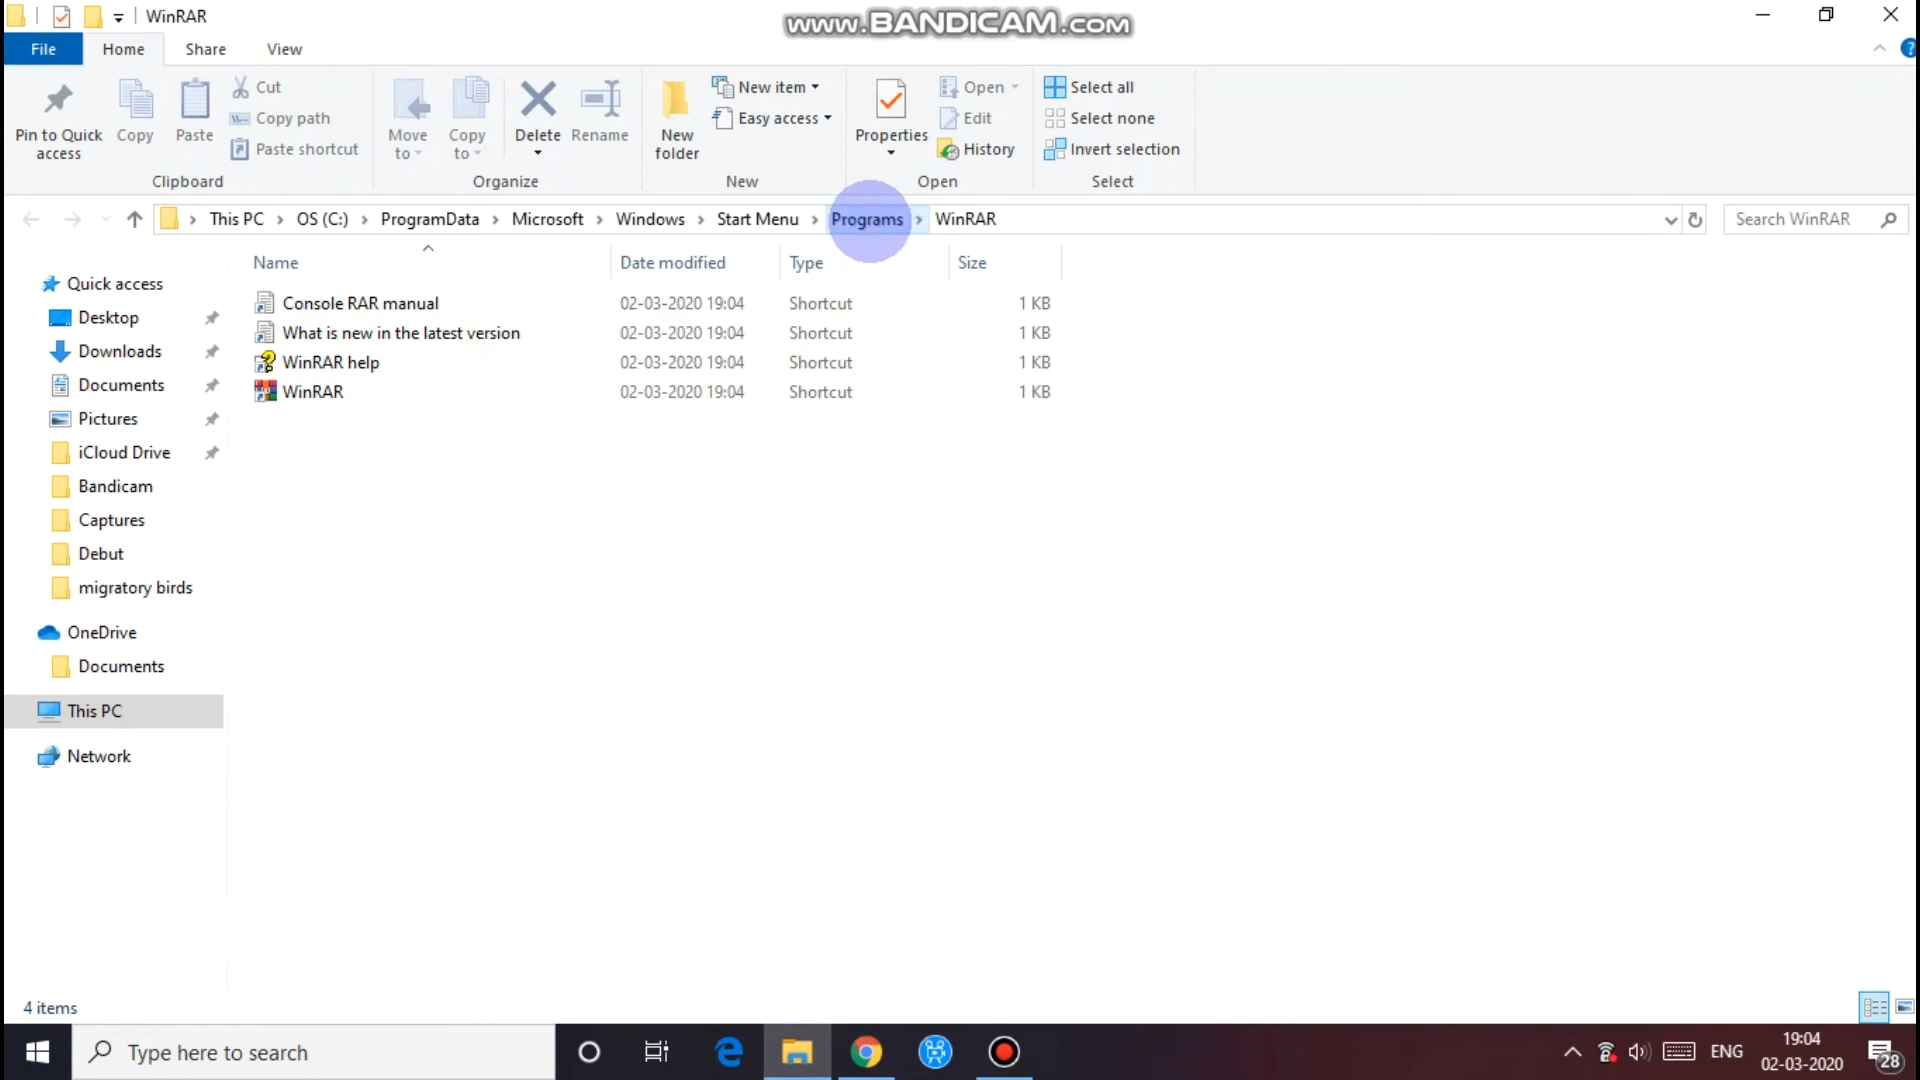 WinRAR
www.BANDICAM.com
File Home Share View
Pin to Quick access
Copy
Paste
Cut
Copy path
Paste shortcut
Clipboard
Move to
Copy to
Delete
Rename
Organize
New folder
New item
Easy access
New
Properties
Open
Edit
History
Open
Select all
Select none
Invert selection
Select
This PC > OS (C:) > ProgramData > Microsoft > Windows > Start Menu > Programs > WinRAR
Search WinRAR
Quick access
Desktop
Downloads
Documents
Pictures
iCloud Drive
Bandicam
Captures
Debut
migratory birds
OneDrive
Documents
This PC
Network
Name Date modified Type Size
Console RAR manual 02-03-2020 19:04 Shortcut 1 KB
What is new in the latest version 02-03-2020 19:04 Shortcut 1 KB
WinRAR help 02-03-2020 19:04 Shortcut 1 KB
WinRAR 02-03-2020 19:04 Shortcut 1 KB
4 items
Type here to search
ENG
19:04
02-03-2020
28